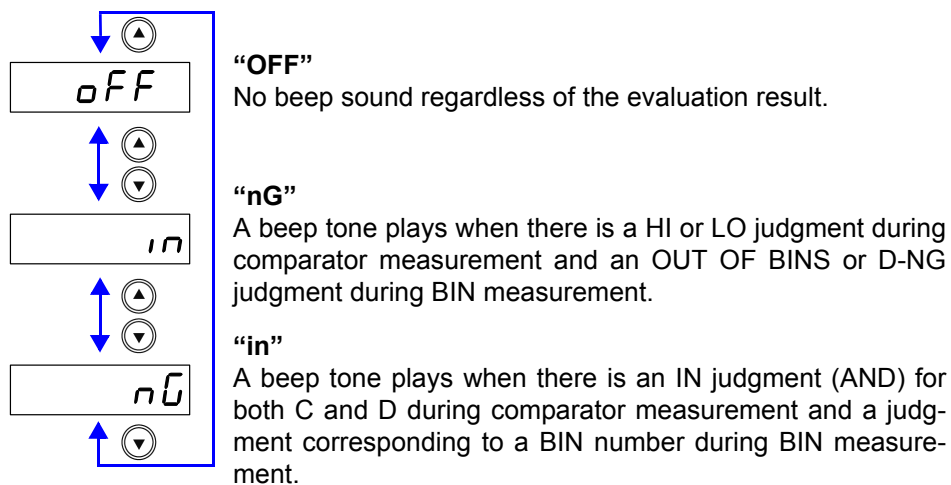 oFF
in
nG
“OFF”
No beep sound regardless of the evaluation result.
“nG”
A beep tone plays when there is a HI or LO judgment during
comparator measurement and an OUT OF BINS or D-NG
judgment during BIN measurement.
“in”
A beep tone plays when there is an IN judgment (AND) for
both C and D during comparator measurement and a judg-
ment corresponding to a BIN number during BIN measure-
ment.